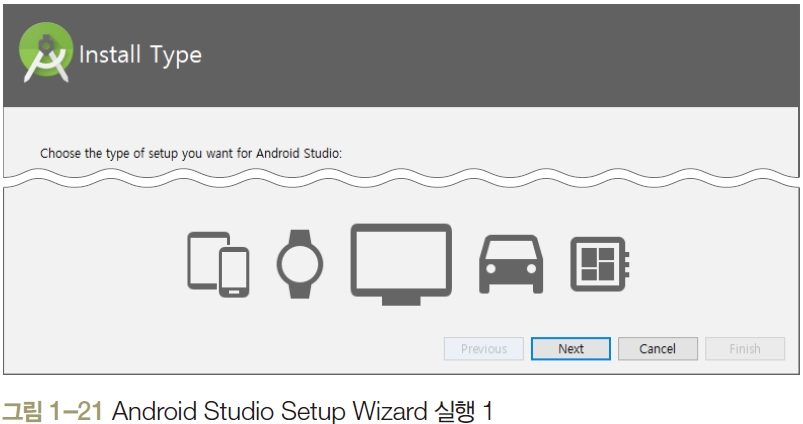 Install Type
Choose the type of setup you want for Android Studio:
Previous Next Cancel Finish
그림 1-21 Android Studio Setup Wizard 실행 1